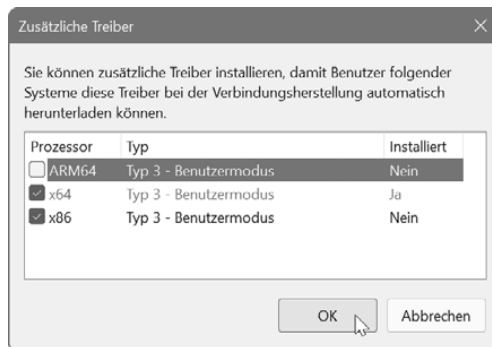 Zusätzliche Treiber
Sie können zusätzliche Treiber installieren, damit Benutzer folgender
Systeme diese Treiber bei der Verbindungsherstellung automatisch
herunterladen können.
Prozessor Typ Installiert
ARM64 Typ 3 - Benutzermodus Nein
x64 Typ 3 - Benutzermodus Ja
x86 Typ 3 - Benutzermodus Nein
OK Abbrechen